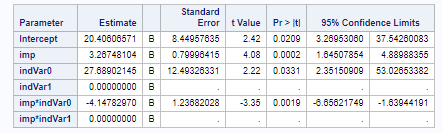 Parameter Estimate Standard Error t Value Pr > |t| 95% Confidence Limits
Intercept 20.40606571 B 8.44957635 2.42 0.0209 3.26953060 37.54260083
imp 3.26748104 B 0.79996415 4.08 0.0002 1.64507854 4.88988355
indVar0 27.68902145 B 12.49326331 2.22 0.0331 2.35150909 53.02653382
indVar1 0.00000000 B . . . . .
imp*indVar0 -4.14782970 B 1.23682028 -3.35 0.0019 -6.65621749 -1.63944191
imp*indVar1 0.00000000 B . . . . .